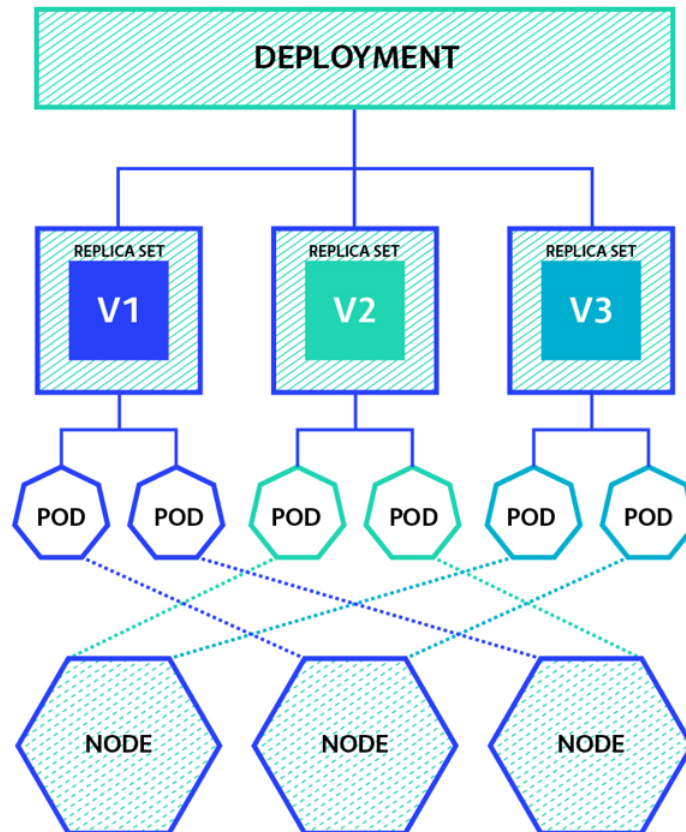 DEPLOYMENT
REPLICA SET
V1
REPLICA SET
V2
REPLICA SET
V3
POD
POD
POD
POD
POD
POD
NODE
NODE
NODE